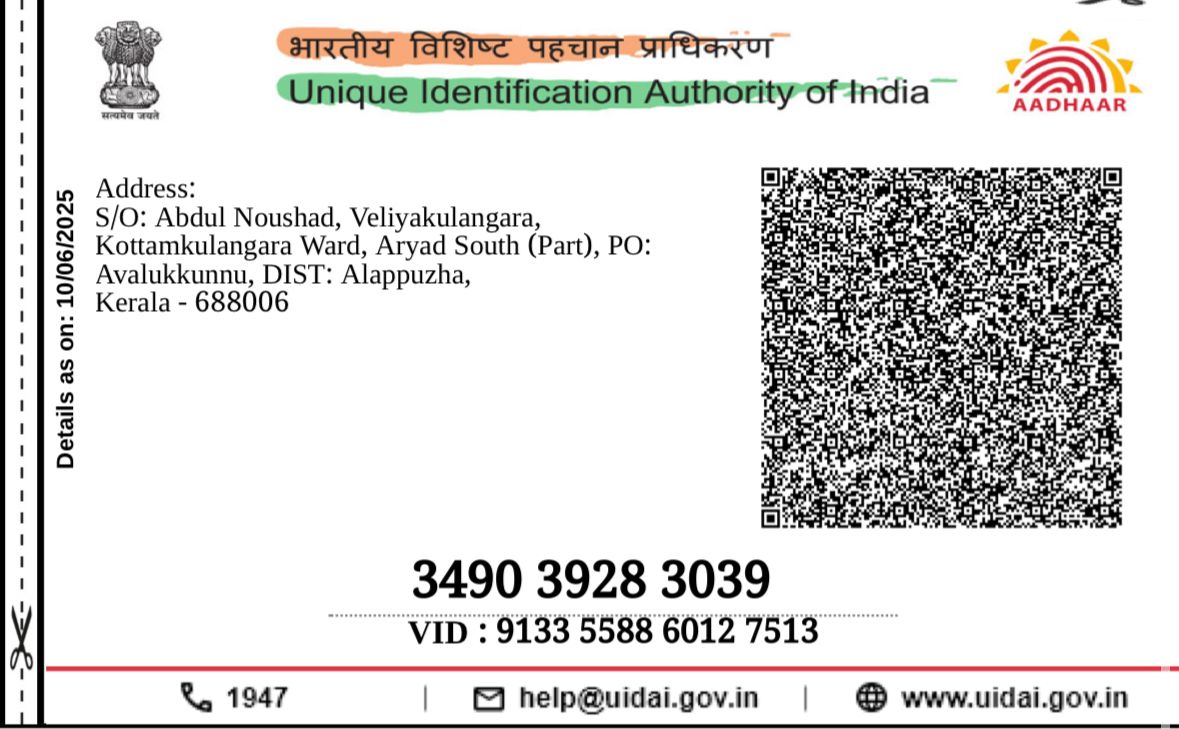 भारतीय विशिष्ट पहचान प्राधिकरण
Unique Identification Authority of India
सत्यमेव जयते
AADHAAR
Details as on: 10/06/2025
Address:
S/O: Abdul Noushad, Veliyakulangara,
Kottamkulangara Ward, Aryad South (Part), PO:
Avalukkunnu, DIST: Alappuzha,
Kerala - 688006
3490 3928 3039
VID : 9133 5588 6012 7513
1947 | help@uidai.gov.in | www.uidai.gov.in